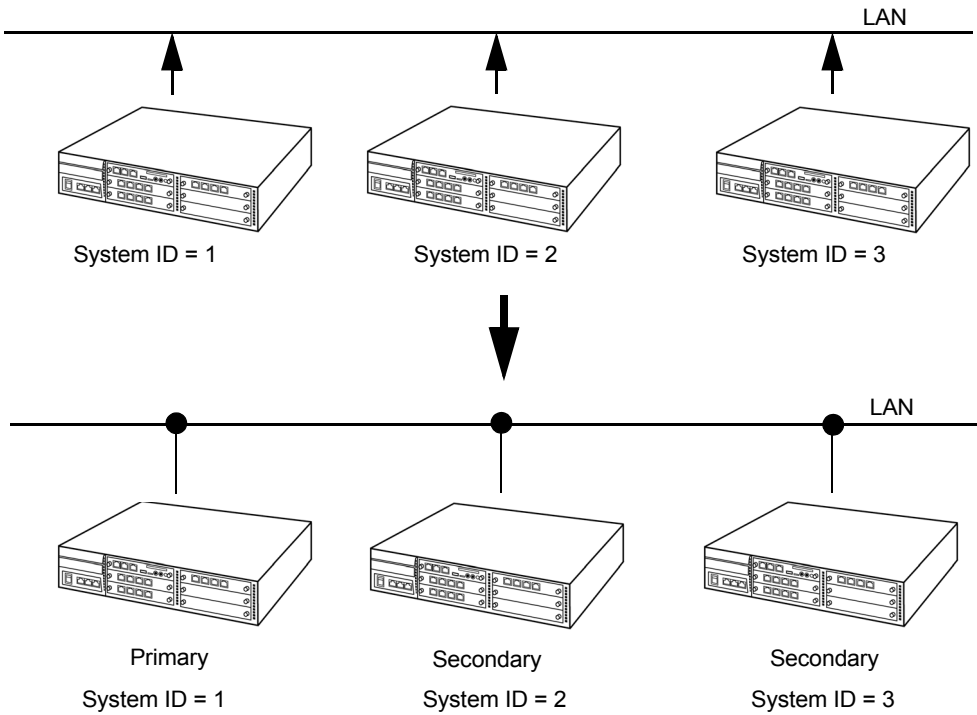 LAN
System ID = 1
System ID = 2
System ID = 3
LAN
Primary
Secondary
Secondary
System ID = 1
System ID = 2
System ID = 3